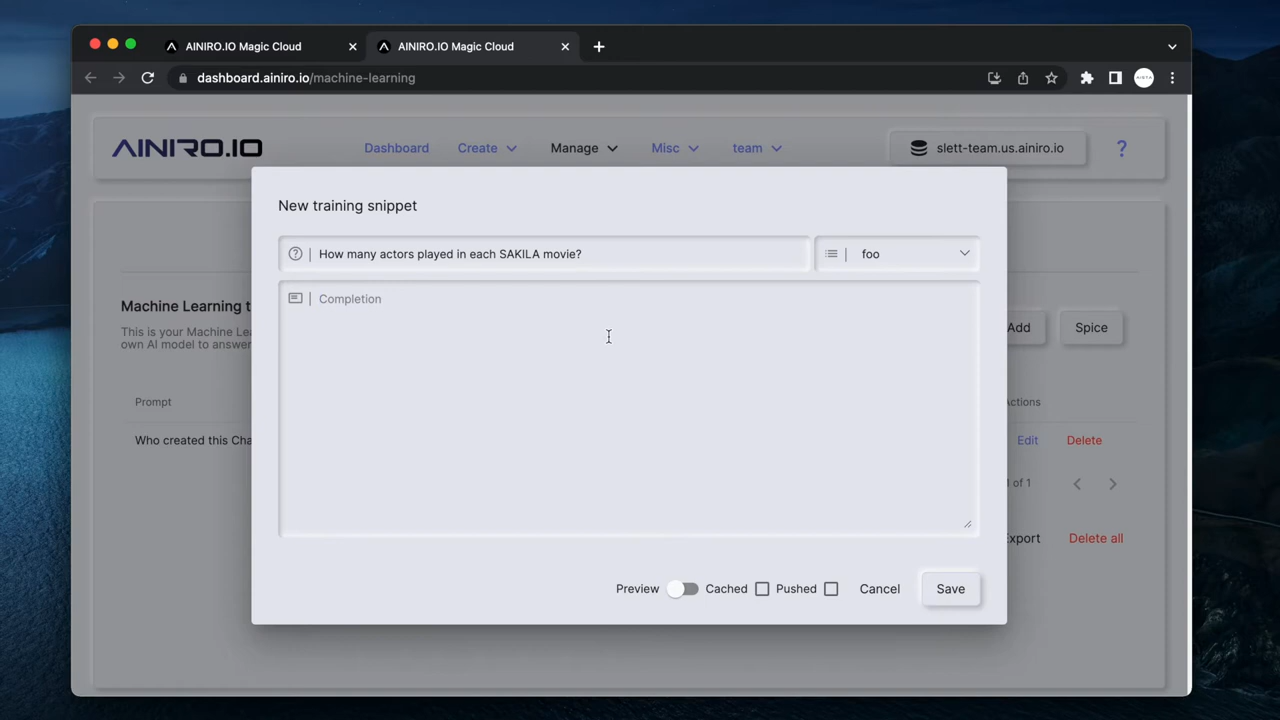 AINIRO.IO Magic Cloud
AINIRO.IO Magic Cloud
dashboard.ainiro.io/machine-learning
AINIRO.IO
Dashboard
Create
Manage
Misc
team
slett-team.us.ainiro.io
?
New training snippet
How many actors played in each SAKILA movie?
foo
Completion
Machine Learning t
This is your Machine Lea
own AI model to answer
Add
Spice
Prompt
Actions
Who created this Cha
Edit
Delete
1 of 1
Export
Delete all
Preview
Cached
Pushed
Cancel
Save